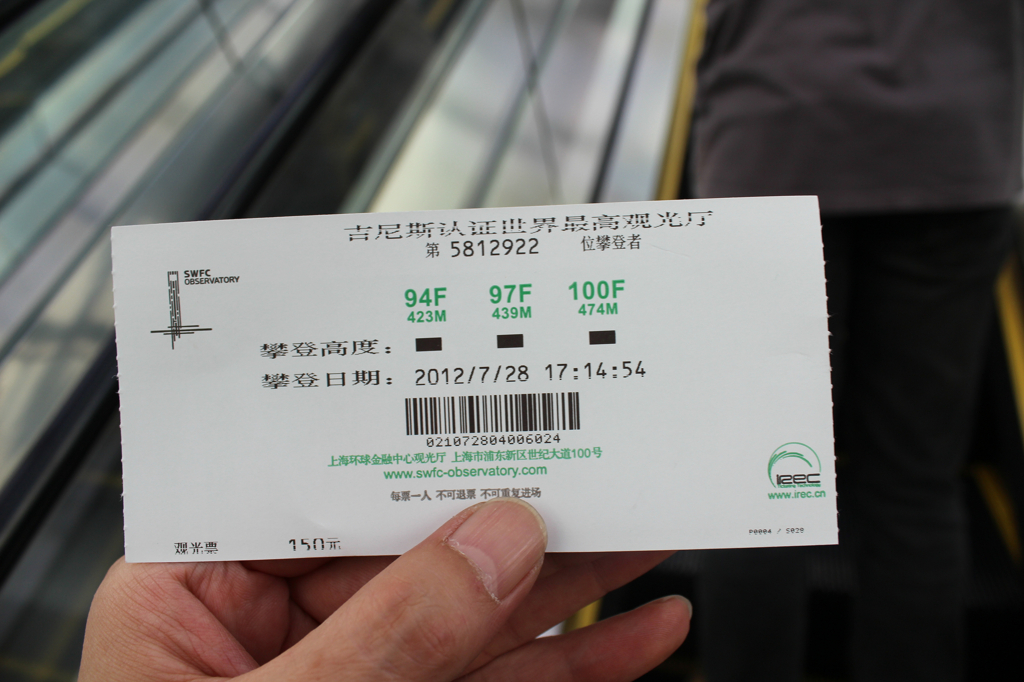 吉尼斯认证世界最高观光厅
第 5812922 位攀登者
SWFC
OBSERVATORY
94F 97F 100F
423M 439M 474M
攀登高度：
攀登日期： 2012/7/28 17:14:54
021072804006024
上海环球金融中心观光厅 上海市浦东新区世纪大道100号
www.swfc-observatory.com
每票一人 不可退票 不可重复进场
IREC
www.irec.cn
P0004 / S028
观光票 150元